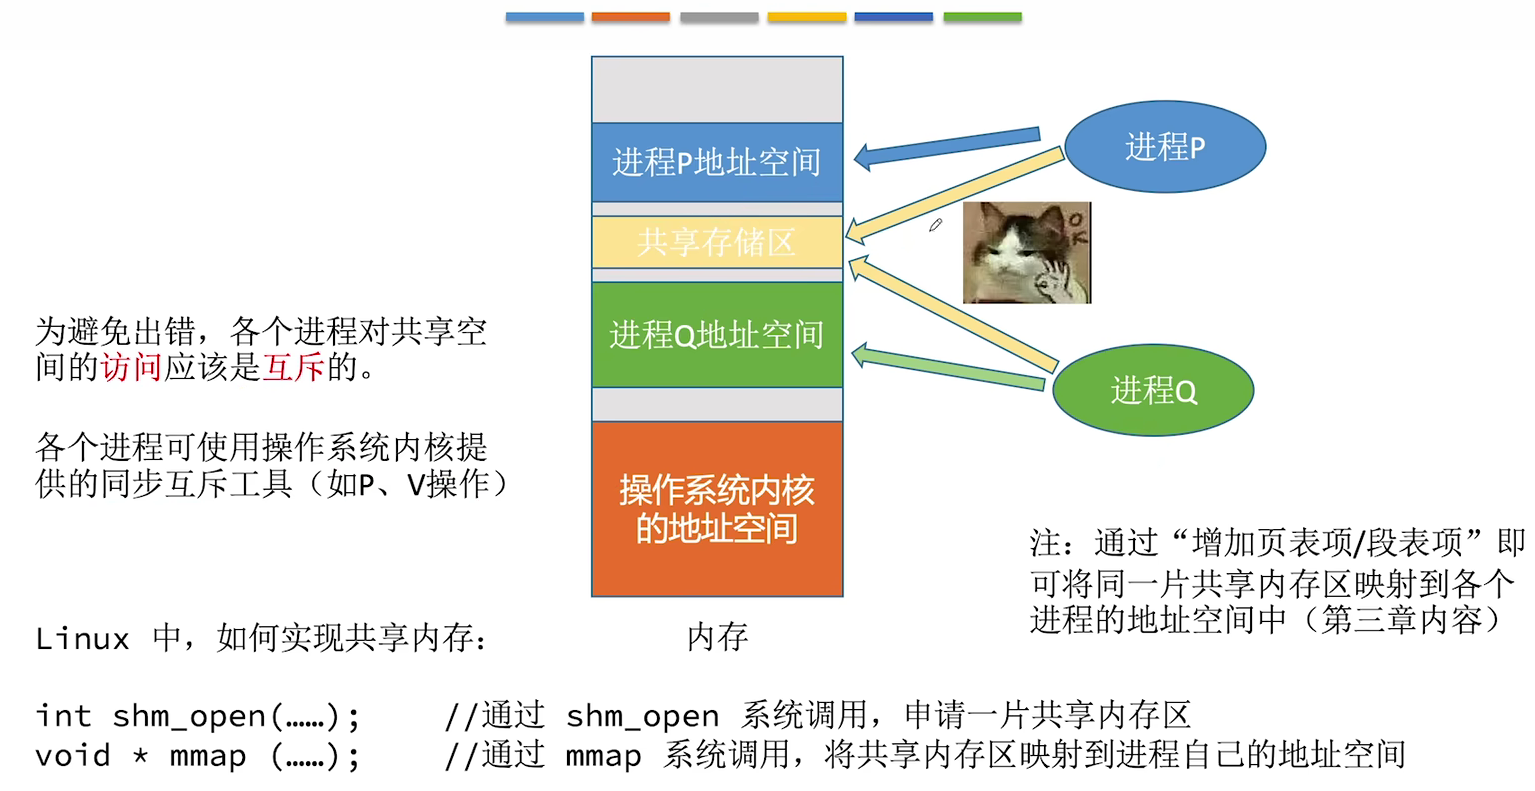 进程P地址空间
进程P
共享存储区
OK
进程Q地址空间
进程Q
操作系统内核
的地址空间
内存
为避免出错，各个进程对共享空
间的访问应该是互斥的。
各个进程可使用操作系统内核提
供的同步互斥工具（如P、V操作）
注：通过“增加页表项/段表项”即
可将同一片共享内存区映射到各个
进程的地址空间中（第三章内容）
Linux 中，如何实现共享内存：
int shm_open(……); //通过 shm_open 系统调用，申请一片共享内存区
void * mmap (……); //通过 mmap 系统调用，将共享内存区映射到进程自己的地址空间